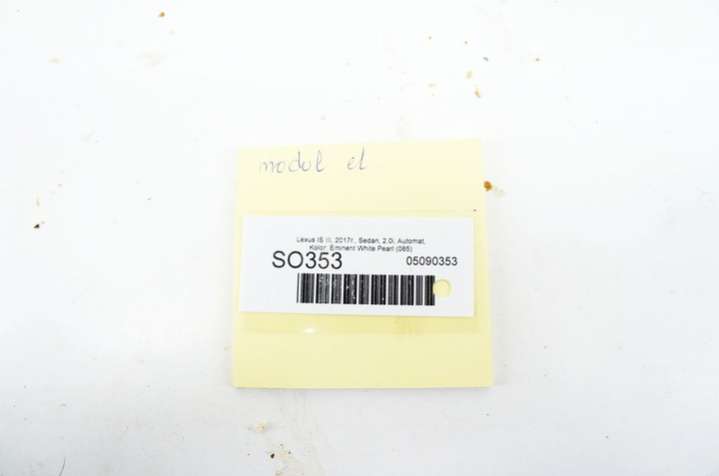 modul el
Lexus IS III, 2017r., Sedan, 2.0i, Automat,
Kolor: Eminent White Pearl (085)
SO353
05090353